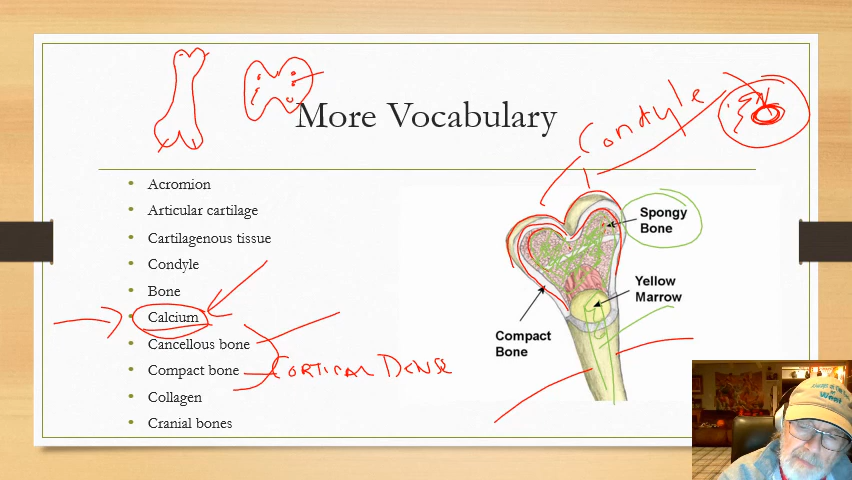 More Vocabulary
Condyle
Acromion
Articular cartilage
Cartilagenous tissue
Condyle
Bone
Calcium
Cancellous bone
Compact bone
CORTICAL DENSE
Collagen
Cranial bones
Spongy
Bone
Yellow
Marrow
Compact
Bone